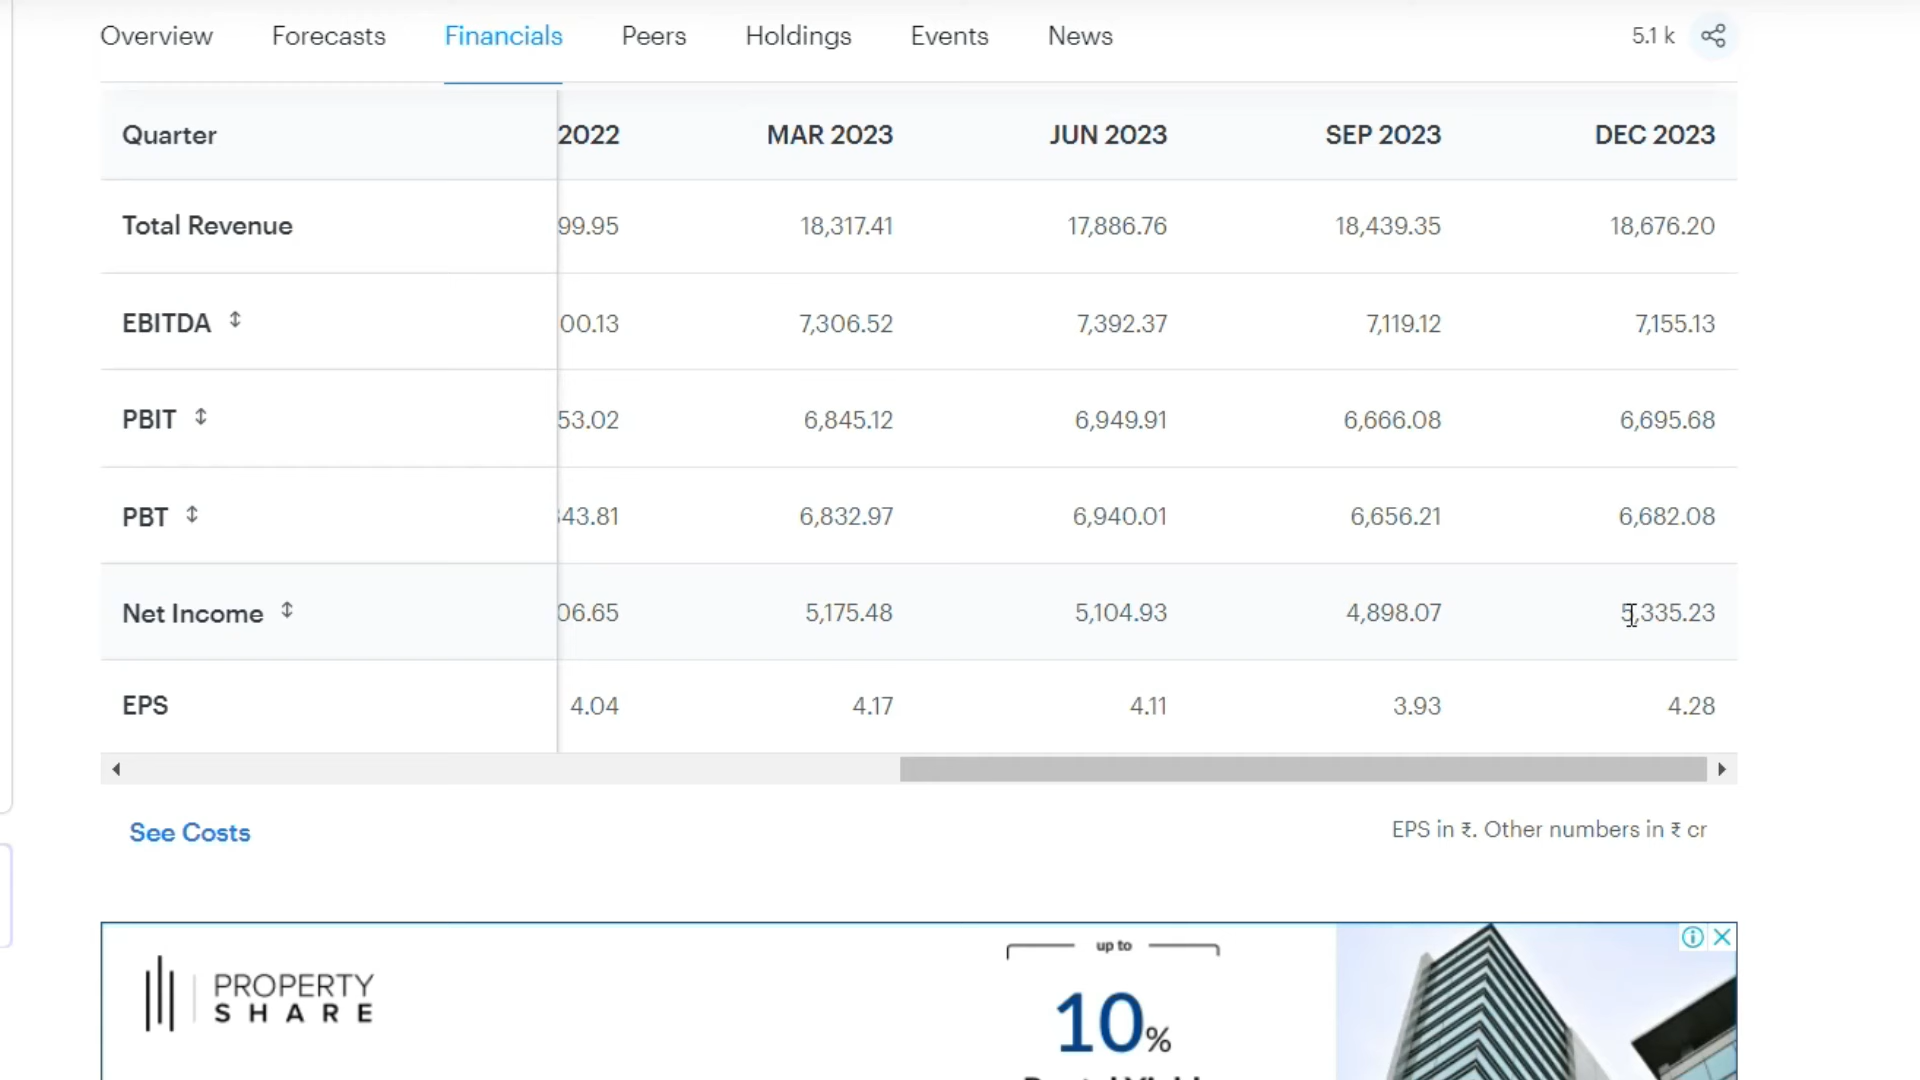 Overview Forecasts Financials Peers Holdings Events News 5.1 k
Quarter 2022 MAR 2023 JUN 2023 SEP 2023 DEC 2023
Total Revenue 99.95 18,317.41 17,886.76 18,439.35 18,676.20
EBITDA 00.13 7,306.52 7,392.37 7,119.12 7,155.13
PBIT 53.02 6,845.12 6,949.91 6,666.08 6,695.68
PBT 43.81 6,832.97 6,940.01 6,656.21 6,682.08
Net Income 06.65 5,175.48 5,104.93 4,898.07 5,335.23
EPS 4.04 4.17 4.11 3.93 4.28
See Costs EPS in ₹. Other numbers in ₹ cr
PROPERTY
SHARE
up to
10%